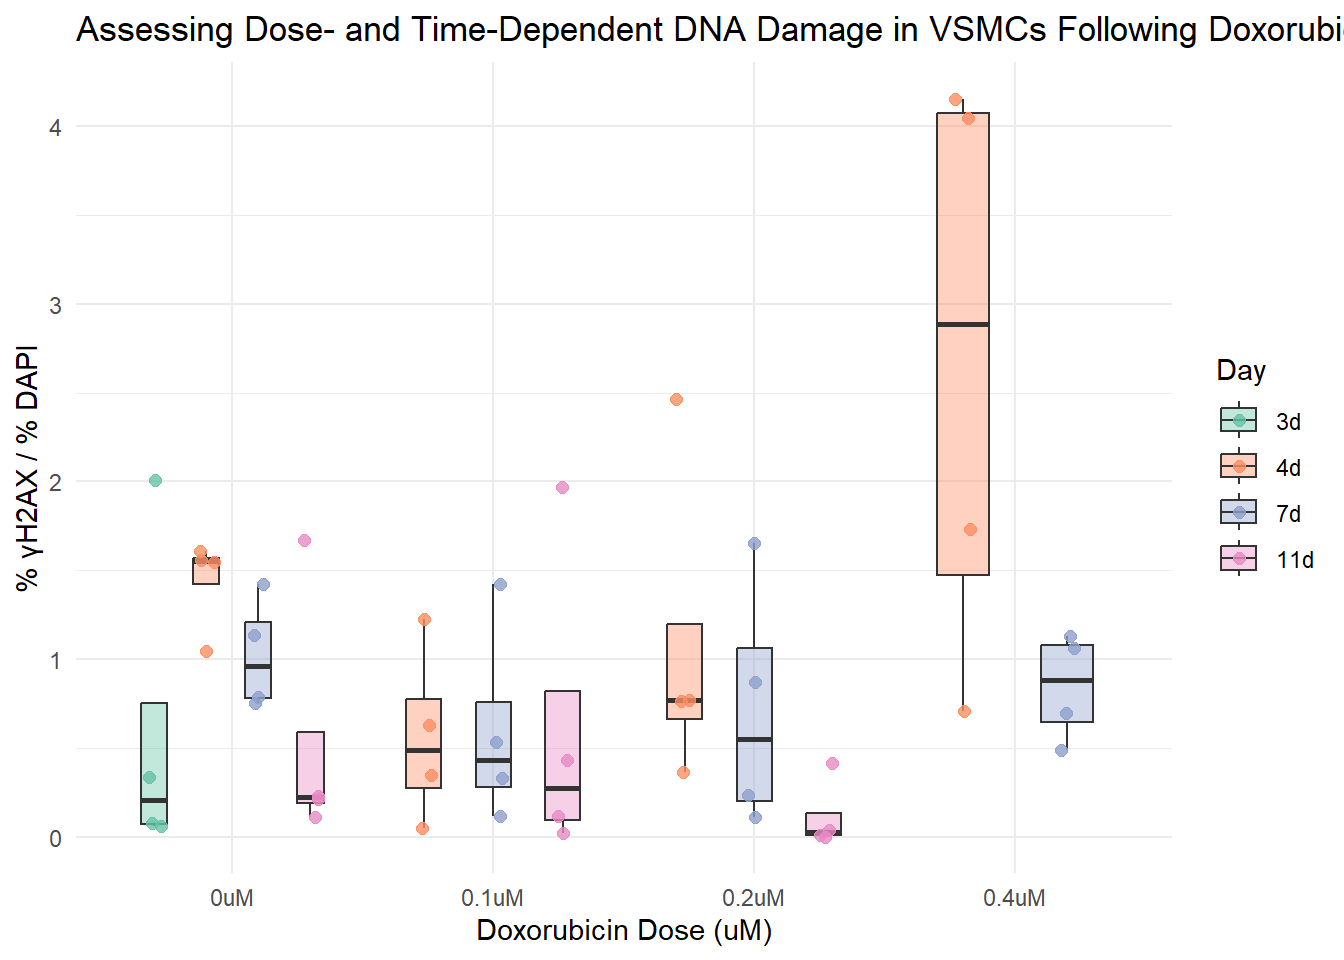 Assessing Dose- and Time-Dependent DNA Damage in VSMCs Following Doxorubi
% γH2AX / % DAPI
4
3
2
1
0
0uM 0.1uM 0.2uM 0.4uM
Doxorubicin Dose (uM)
Day
3d
4d
7d
11d